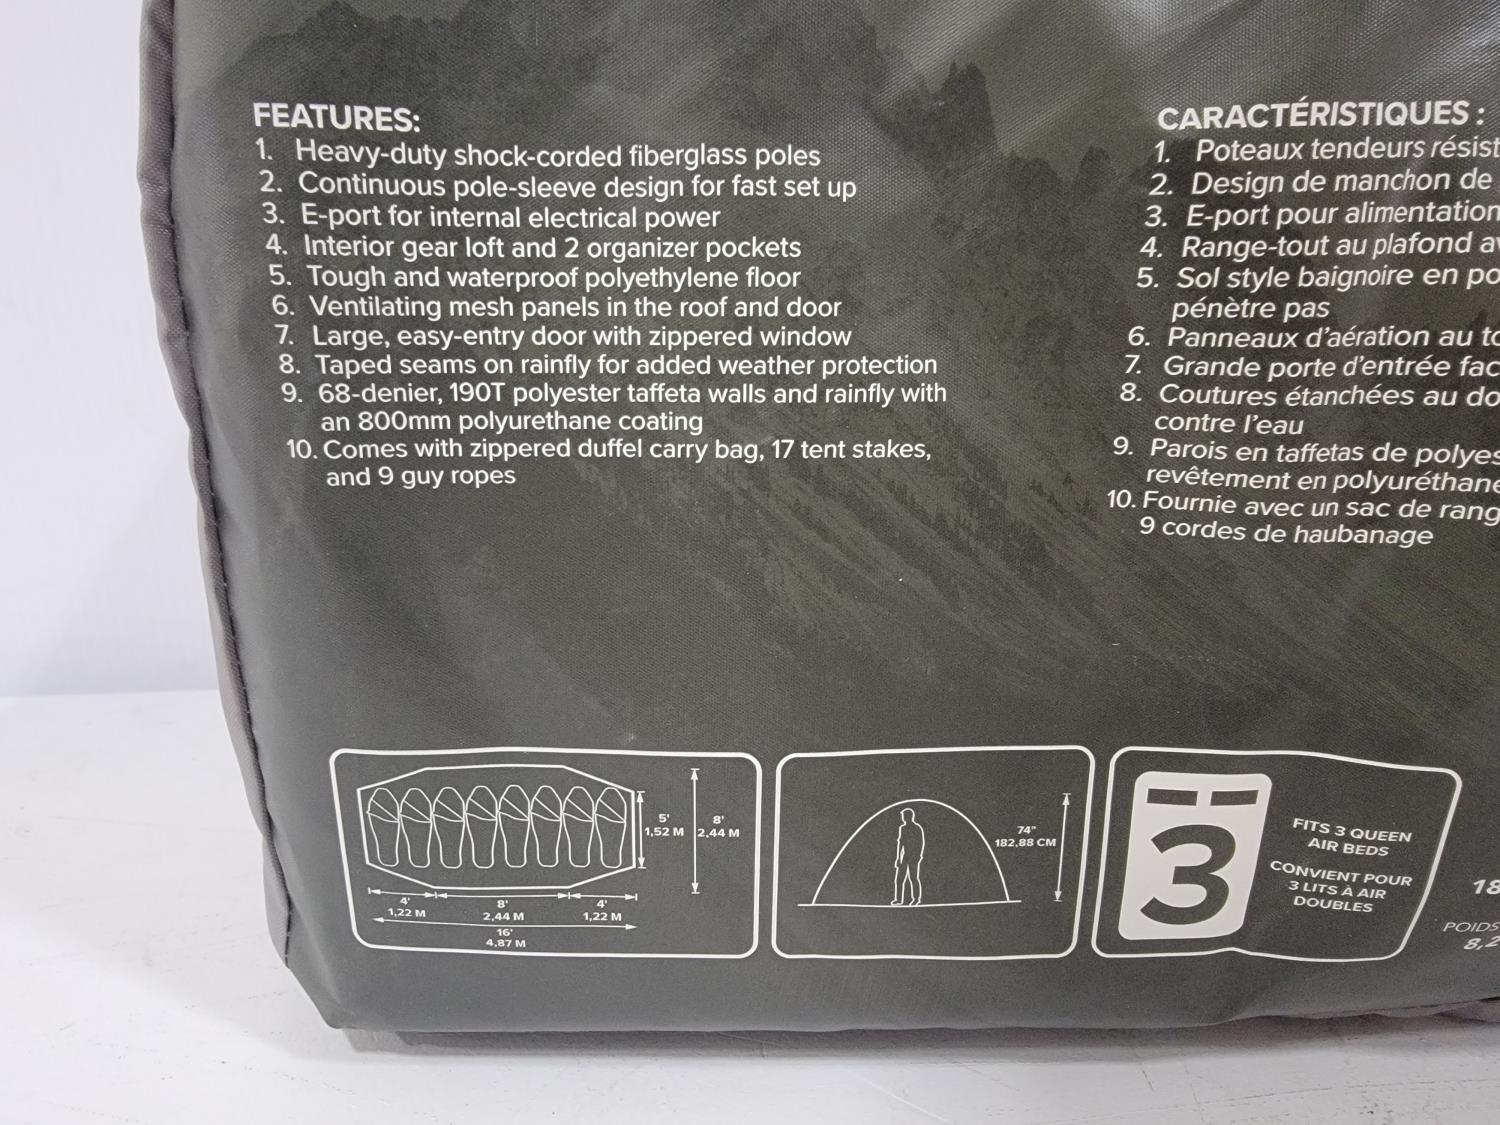 FEATURES:
1. Heavy-duty shock-corded fiberglass poles
2. Continuous pole-sleeve design for fast set up
3. E-port for internal electrical power
4. Interior gear loft and 2 organizer pockets
5. Tough and waterproof polyethylene floor
6. Ventilating mesh panels in the roof and door
7. Large, easy-entry door with zippered window
8. Taped seams on rainfly for added weather protection
9. 68-denier, 190T polyester taffeta walls and rainfly with
an 800mm polyurethane coating
10. Comes with zippered duffel carry bag, 17 tent stakes,
and 9 guy ropes
CARACTÉRISTIQUES :
1. Poteaux tendeurs résist
2. Design de manchon de
3. E-port pour alimentation
4. Range-tout au plafond a
5. Sol style baignoire en po
pénètre pas
6. Panneaux d'aération au to
7. Grande porte d'entrée fac
8. Coutures étanchées au do
contre l'eau
9. Parois en taffetas de polyes
revêtement en polyuréthane
10. Fournie avec un sac de rang
9 cordes de haubanage
5'
1,52 M
8'
2,44 M
4'
1,22 M
8'
2,44 M
4'
1,22 M
16'
4,87 M
74"
182,88 CM
3
FITS 3 QUEEN
AIR BEDS
CONVIENT POUR
3 LITS À AIR
DOUBLES
18
POIDS
8,2